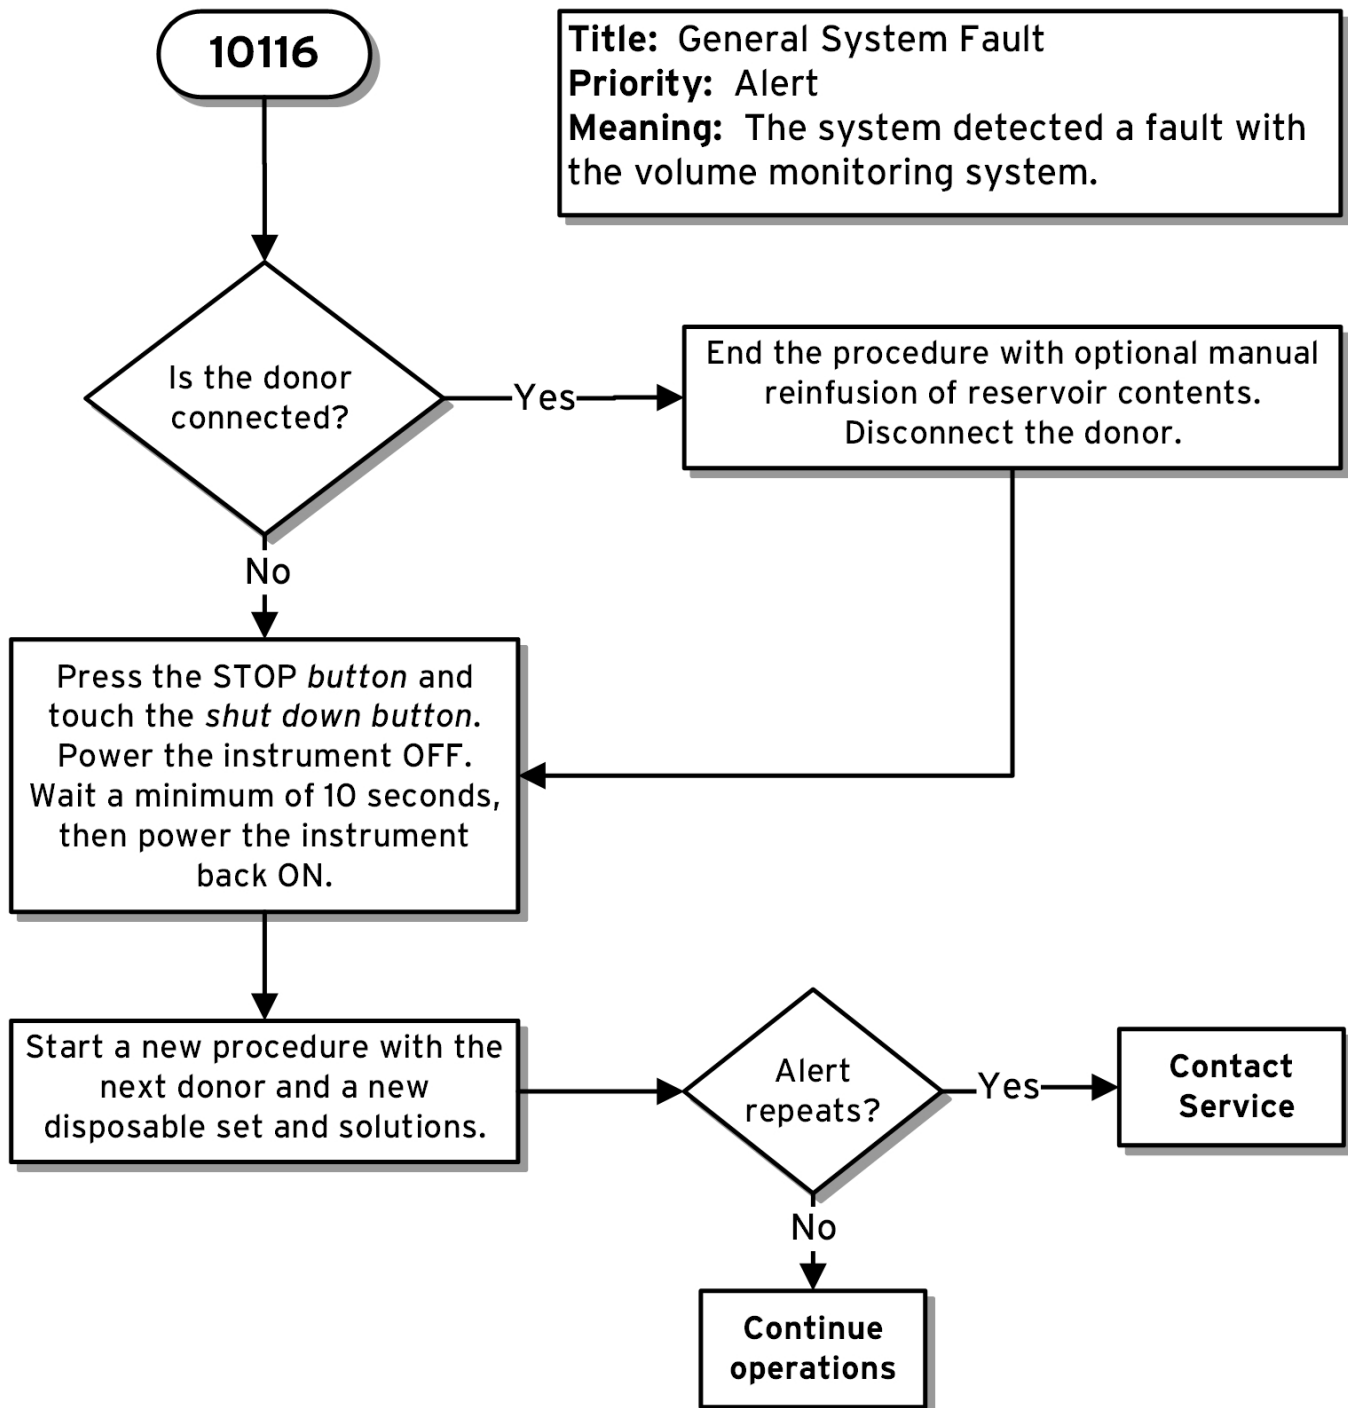 10116
Title: General System Fault
Priority: Alert
Meaning: The system detected a fault with
the volume monitoring system.
Is the donor
connected?
Yes
End the procedure with optional manual
reinfusion of reservoir contents.
Disconnect the donor.
No
Press the STOP button and
touch the shut down button.
Power the instrument OFF.
Wait a minimum of 10 seconds,
then power the instrument
back ON.
Start a new procedure with the
next donor and a new
disposable set and solutions.
Alert
repeats?
Yes
Contact
Service
No
Continue
operations